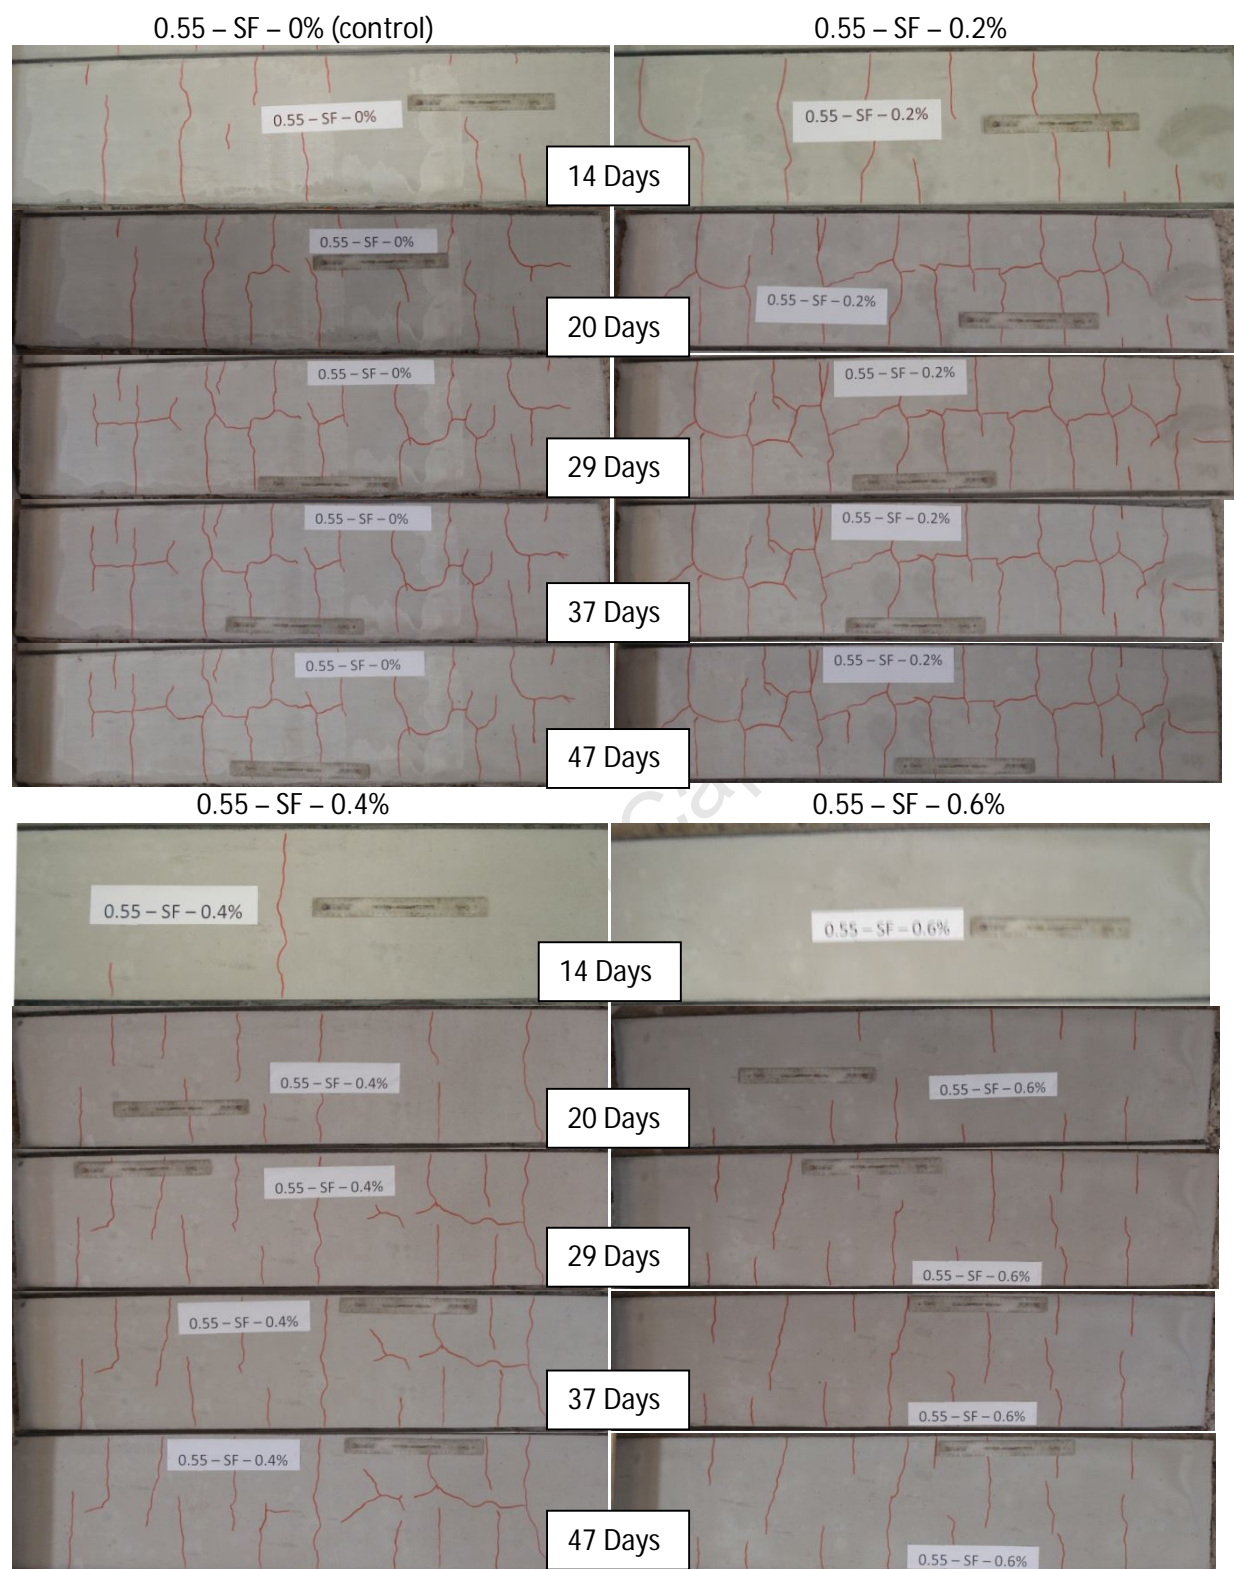 0.55 – SF – 0% (control)
0.55 – SF – 0.2%
0.55 – SF – 0%
0.55 – SF – 0.2%
14 Days
0.55 – SF – 0%
0.55 – SF – 0.2%
20 Days
0.55 – SF – 0%
0.55 – SF – 0.2%
29 Days
0.55 – SF – 0%
0.55 – SF – 0.2%
37 Days
0.55 – SF – 0%
0.55 – SF – 0.2%
47 Days
0.55 – SF – 0.4%
0.55 – SF – 0.6%
0.55 – SF – 0.4%
0.55 – SF – 0.6%
14 Days
0.55 – SF – 0.4%
0.55 – SF – 0.6%
20 Days
0.55 – SF – 0.4%
0.55 – SF – 0.6%
29 Days
0.55 – SF – 0.4%
0.55 – SF – 0.6%
37 Days
0.55 – SF – 0.4%
0.55 – SF – 0.6%
47 Days